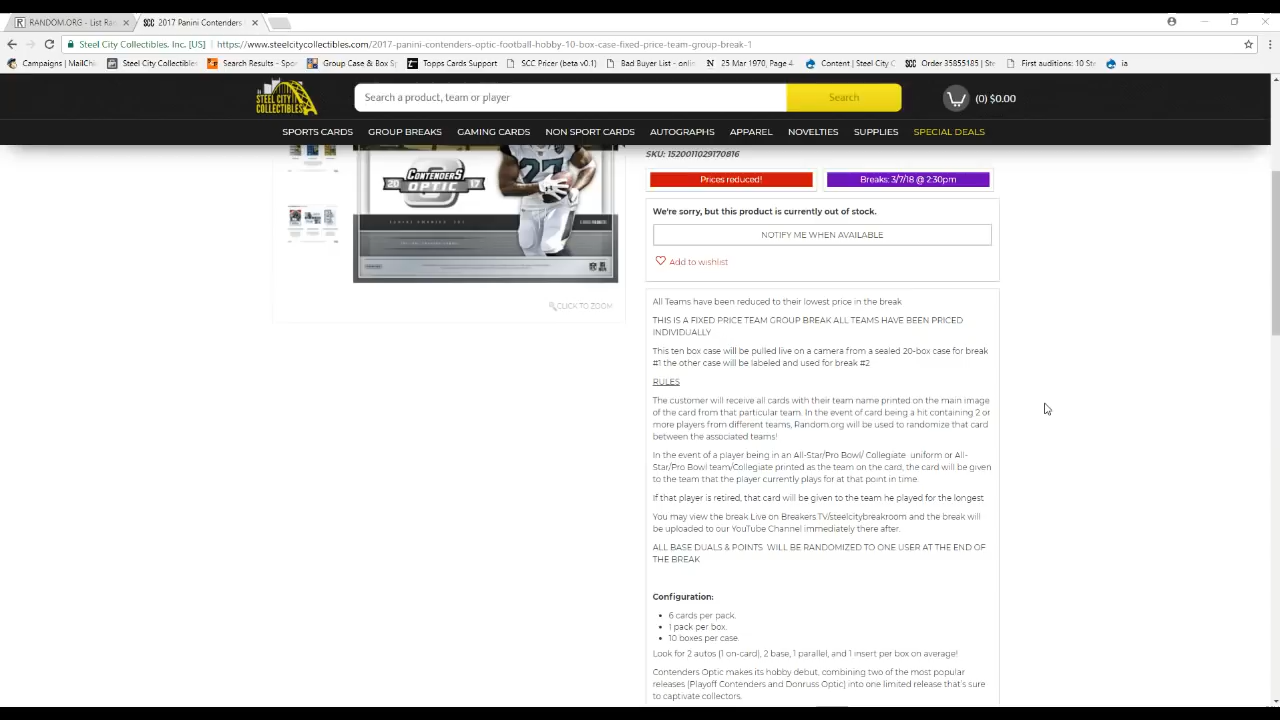 RANDOM.ORG - List Ran
SCC 2017 Panini Contenders
Steel City Collectibles, Inc. [US]
https://www.steelcitycollectibles.com/2017-panini-contenders-optic-football-hobby-10-box-case-fixed-price-team-group-break-1
Campaigns | MailChi
Steel City Collectibles
Search Results – Spo
Group Case & Box S
Topps Cards Support
SCC Pricer (beta v0.1)
Bad Buyer List - onlin
25 Mar 1970, Page 4
Content | Steel City C
Order 35855185 | Ste
First auditions: 10 St
ia
STEEL CITY
COLLECTIBLES
Search a product, team or player
Search
(0) $0.00
SPORTS CARDS GROUP BREAKS GAMING CARDS NON SPORT CARDS AUTOGRAPHS APPAREL NOVELTIES SUPPLIES SPECIAL DEALS
SKU: 1520011029170816
Prices reduced!
Breaks: 3/7/18 @ 2:30pm
20 CONTENDERS 17
OPTIC
27
We're sorry, but this product is currently out of stock.
NOTIFY ME WHEN AVAILABLE
Add to wishlist
CLICK TO ZOOM
All Teams have been reduced to their lowest price in the break
THIS IS A FIXED PRICE TEAM GROUP BREAK ALL TEAMS HAVE BEEN PRICED
INDIVIDUALLY
This ten box case will be pulled live on a camera from a sealed 20-box case for break
#1 the other case will be labeled and used for break #2
RULES
The customer will receive all cards with their team name printed on the main image
of the card from that particular team. In the event of card being a hit containing 2 or
more players from different teams, Random.org will be used to randomize that card
between the associated teams!
In the event of a player being in an All-Star/Pro Bowl/ Collegiate uniform or All-
Star/Pro Bowl team/Collegiate printed as the team on the card, the card will be given
to the team that the player currently plays for at that point in time.
If that player is retired, that card will be given to the team he played for the longest
You may view the break Live on Breakers.TV/steelcitybreakroom and the break will
be uploaded to our YouTube Channel immediately there after.
ALL BASE DUALS & POINTS WILL BE RANDOMIZED TO ONE USER AT THE END OF
THE BREAK
Configuration:
6 cards per pack.
1 pack per box.
10 boxes per case.
Look for 2 autos (1 on-card), 2 base, 1 parallel, and 1 insert per box on average!
Contenders Optic makes its hobby debut, combining two of the most popular
releases (Playoff Contenders and Donruss Optic) into one limited release that's sure
to captivate collectors.